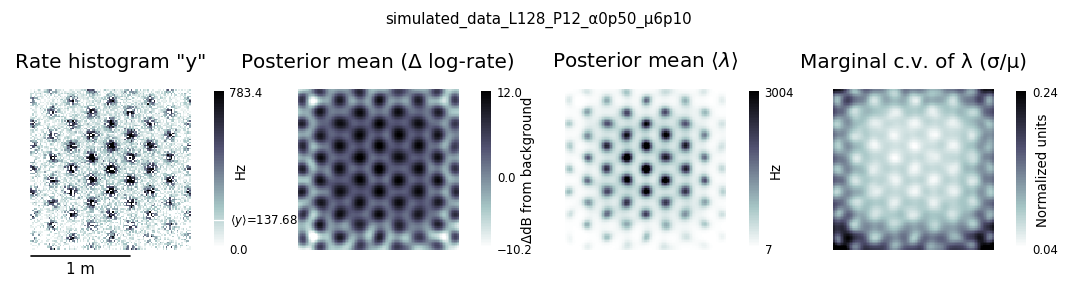 simulated_data_L128_P12_α0p50_μ6p10
Rate histogram "y"
Posterior mean (Δ log-rate)
Posterior mean ⟨λ⟩
Marginal c.v. of λ (σ/μ)
783.4
Hz
⟨y⟩=137.68
0.0
1 m
12.0
0.0
−10.2
ΔdB from background
3004
Hz
7
0.24
Normalized units
0.04